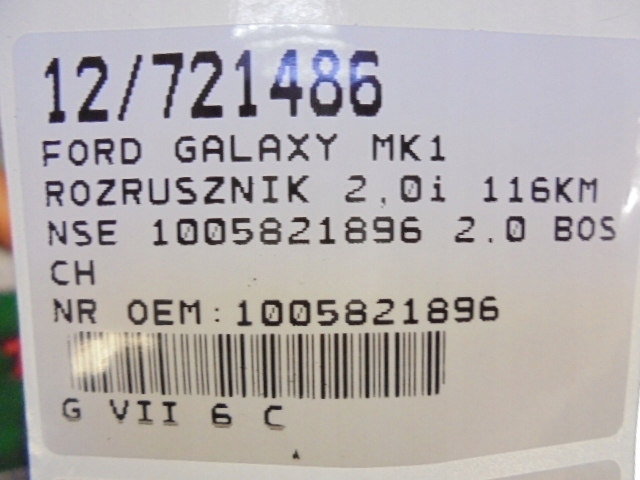 12/721486
FORD GALAXY MK1
ROZRUSZNIK 2,0i 116KM
NSE 1005821896 2.0 BOS
CH
NR OEM:1005821896
G VII 6 C